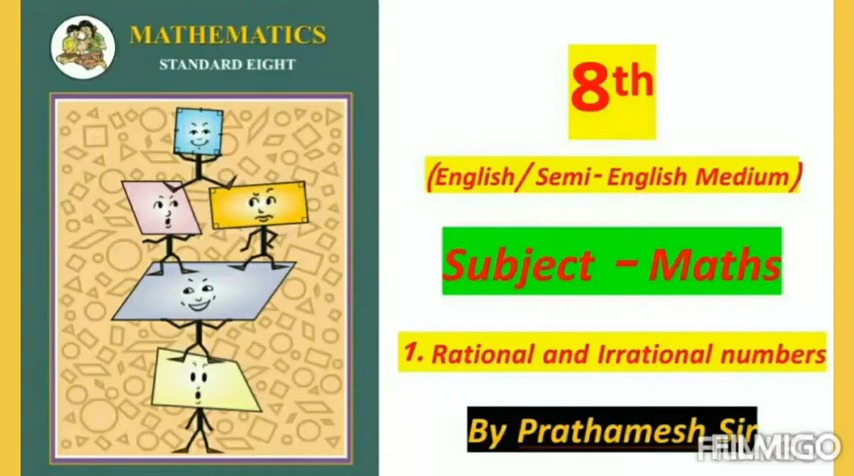 MATHEMATICS
STANDARD EIGHT
8th
(English/ Semi - English Medium)
Subject - Maths
1. Rational and Irrational numbers
By Prathamesh Sir
FILMIGO